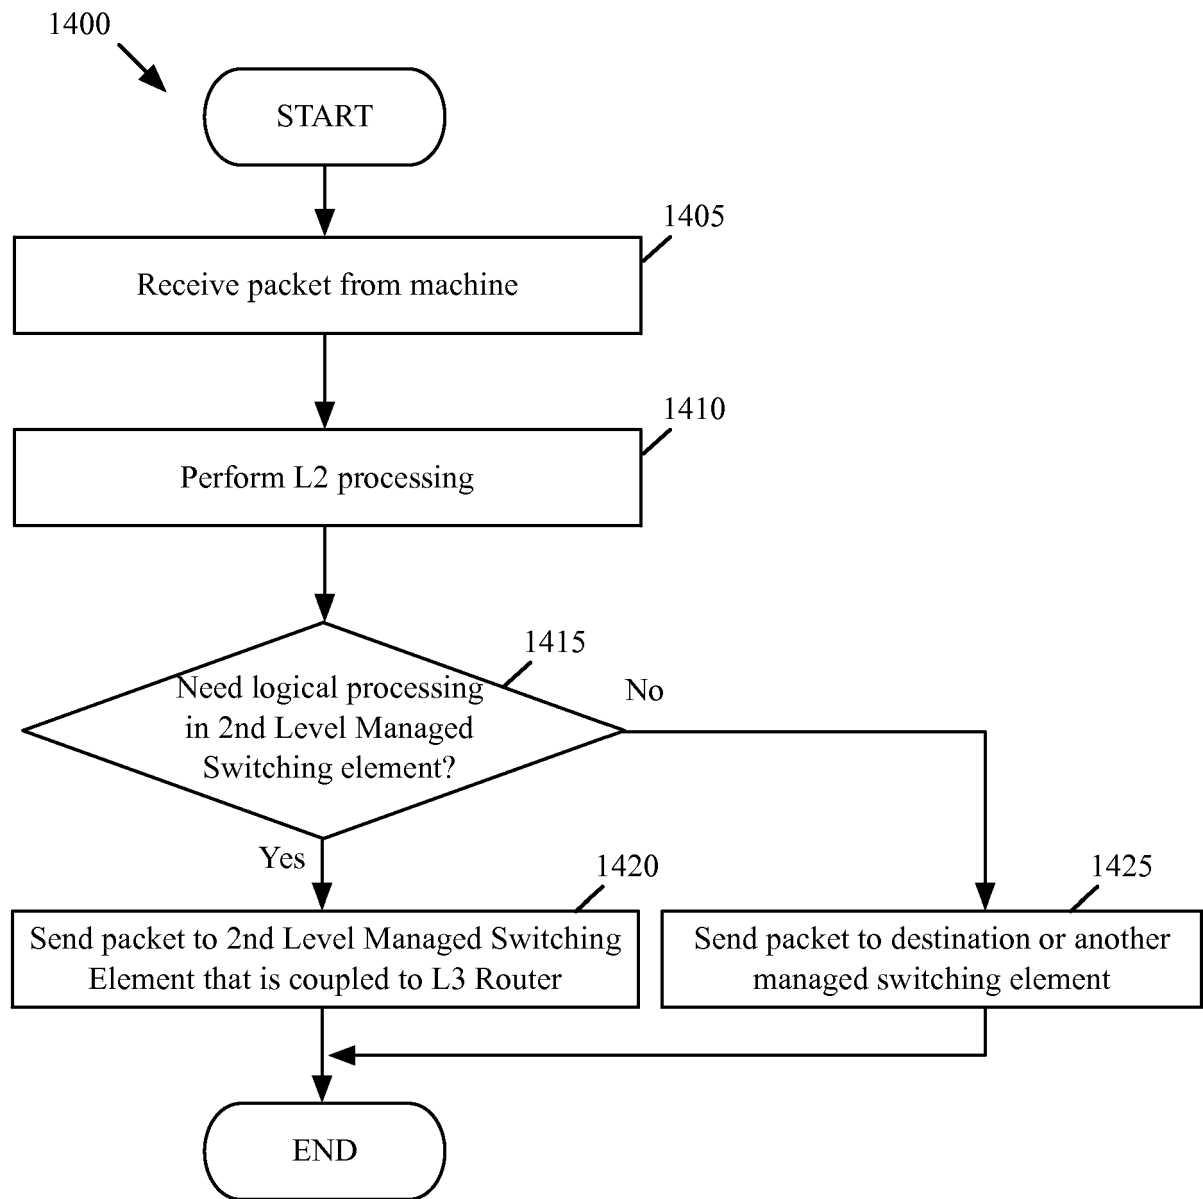 1400
START
1405
Receive packet from machine
1410
Perform L2 processing
1415
Need logical processing
in 2nd Level Managed
Switching element?
No
Yes
1420
Send packet to 2nd Level Managed Switching
Element that is coupled to L3 Router
1425
Send packet to destination or another
managed switching element
END